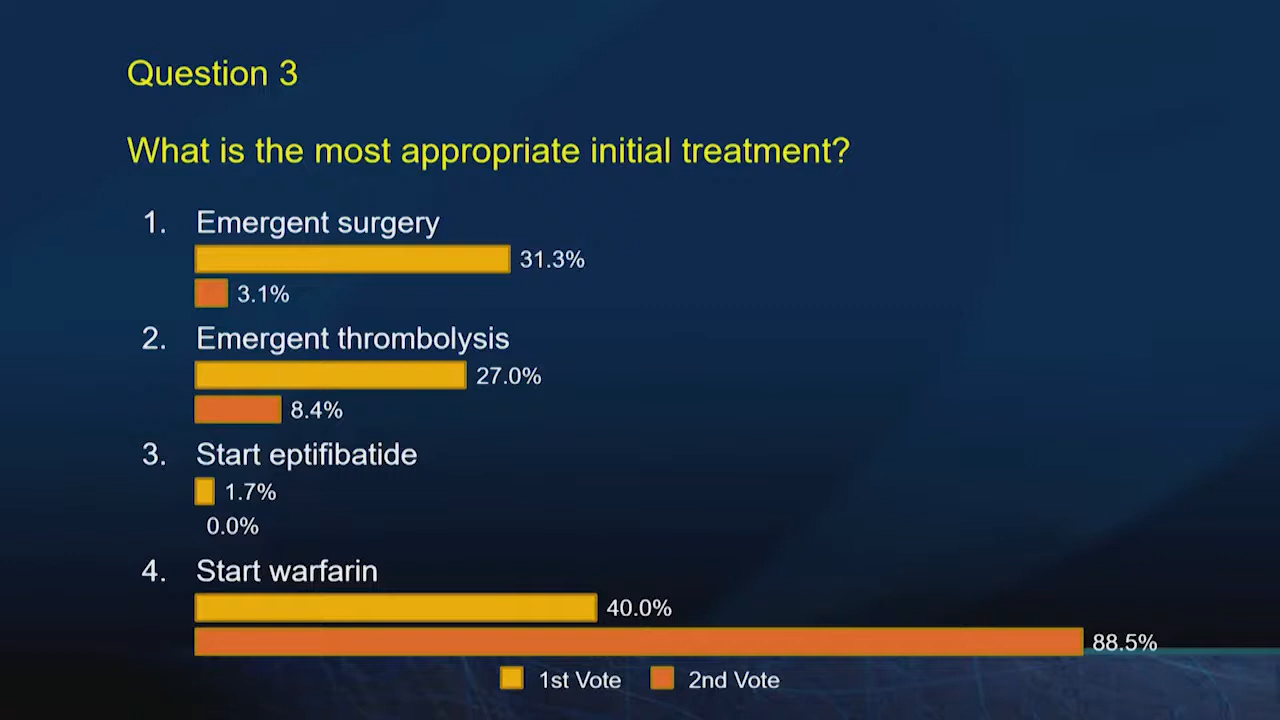 Question 3
What is the most appropriate initial treatment?
1. Emergent surgery
31.3%
3.1%
2. Emergent thrombolysis
27.0%
8.4%
3. Start eptifibatide
1.7%
0.0%
4. Start warfarin
40.0%
88.5%
1st Vote 2nd Vote